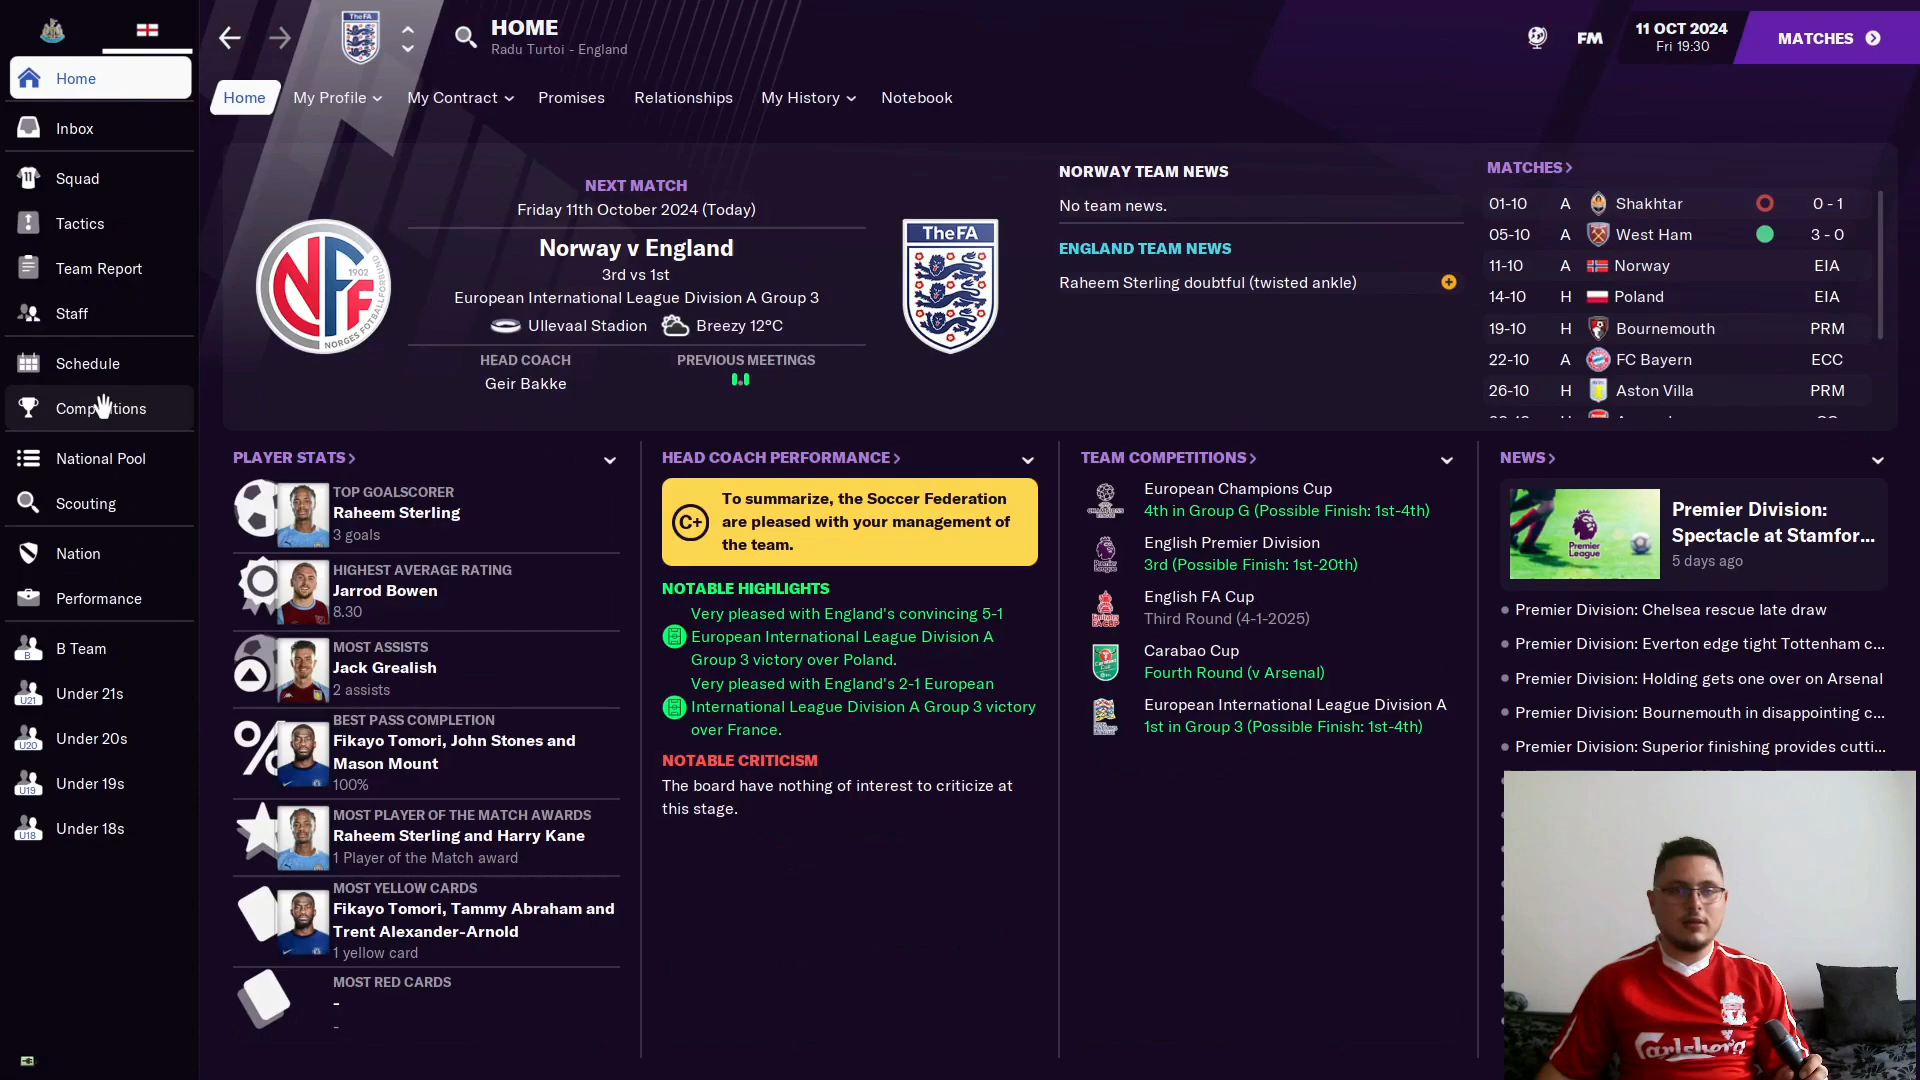 HOME
Radu Turtoi - England
FM
11 OCT 2024
Fri 19:30
MATCHES
Home
Inbox
Squad
Tactics
Team Report
Staff
Schedule
National Pool
Scouting
Nation
Performance
B Team
Under 21s
Under 20s
Under 19s
Under 18s
Home
My Profile
My Contract
Promises
Relationships
My History
Notebook
NEXT MATCH
Friday 11th October 2024 (Today)
Norway v England
3rd vs 1st
European International League Division A Group 3
Ullevaal Stadion
Breezy 12°C
HEAD COACH
Geir Bakke
PREVIOUS MEETINGS
NFF
1902
NORGES FOTBALLFORBUND
The FA
NORWAY TEAM NEWS
No team news.
ENGLAND TEAM NEWS
Raheem Sterling doubtful (twisted ankle)
MATCHES
01-10 A Shakhtar 0 - 1
05-10 A West Ham 3 - 0
11-10 A Norway EIA
14-10 H Poland EIA
19-10 H Bournemouth PRM
22-10 A FC Bayern ECC
26-10 H Aston Villa PRM
PLAYER STATS
TOP GOALSCORER
Raheem Sterling
3 goals
HIGHEST AVERAGE RATING
Jarrod Bowen
8.30
MOST ASSISTS
Jack Grealish
2 assists
BEST PASS COMPLETION
Fikayo Tomori, John Stones and
Mason Mount
100%
MOST PLAYER OF THE MATCH AWARDS
Raheem Sterling and Harry Kane
1 Player of the Match award
MOST YELLOW CARDS
Fikayo Tomori, Tammy Abraham and
Trent Alexander-Arnold
1 yellow card
MOST RED CARDS
-
-
HEAD COACH PERFORMANCE
C+
To summarize, the Soccer Federation
are pleased with your management of
the team.
NOTABLE HIGHLIGHTS
Very pleased with England's convincing 5-1
European International League Division A
Group 3 victory over Poland.
Very pleased with England's 2-1 European
International League Division A Group 3 victory
over France.
NOTABLE CRITICISM
The board have nothing of interest to criticize at
this stage.
TEAM COMPETITIONS
European Champions Cup
4th in Group G (Possible Finish: 1st-4th)
English Premier Division
3rd (Possible Finish: 1st-20th)
English FA Cup
Third Round (4-1-2025)
Carabao Cup
Fourth Round (v Arsenal)
European International League Division A
1st in Group 3 (Possible Finish: 1st-4th)
NEWS
Premier League
Premier Division:
Spectacle at Stamfor...
5 days ago
Premier Division: Chelsea rescue late draw
Premier Division: Everton edge tight Tottenham c...
Premier Division: Holding gets one over on Arsenal
Premier Division: Bournemouth in disappointing c...
Premier Division: Superior finishing provides cutti...
Carlsberg